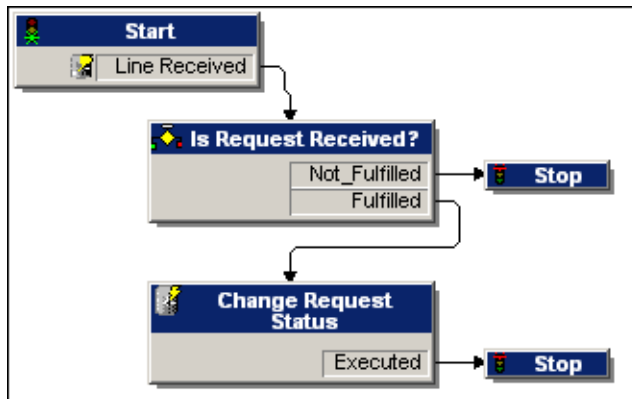 Start
Line Received
Is Request Received?
Not_Fulfilled
Stop
Fulfilled
Change Request
Status
Executed
Stop